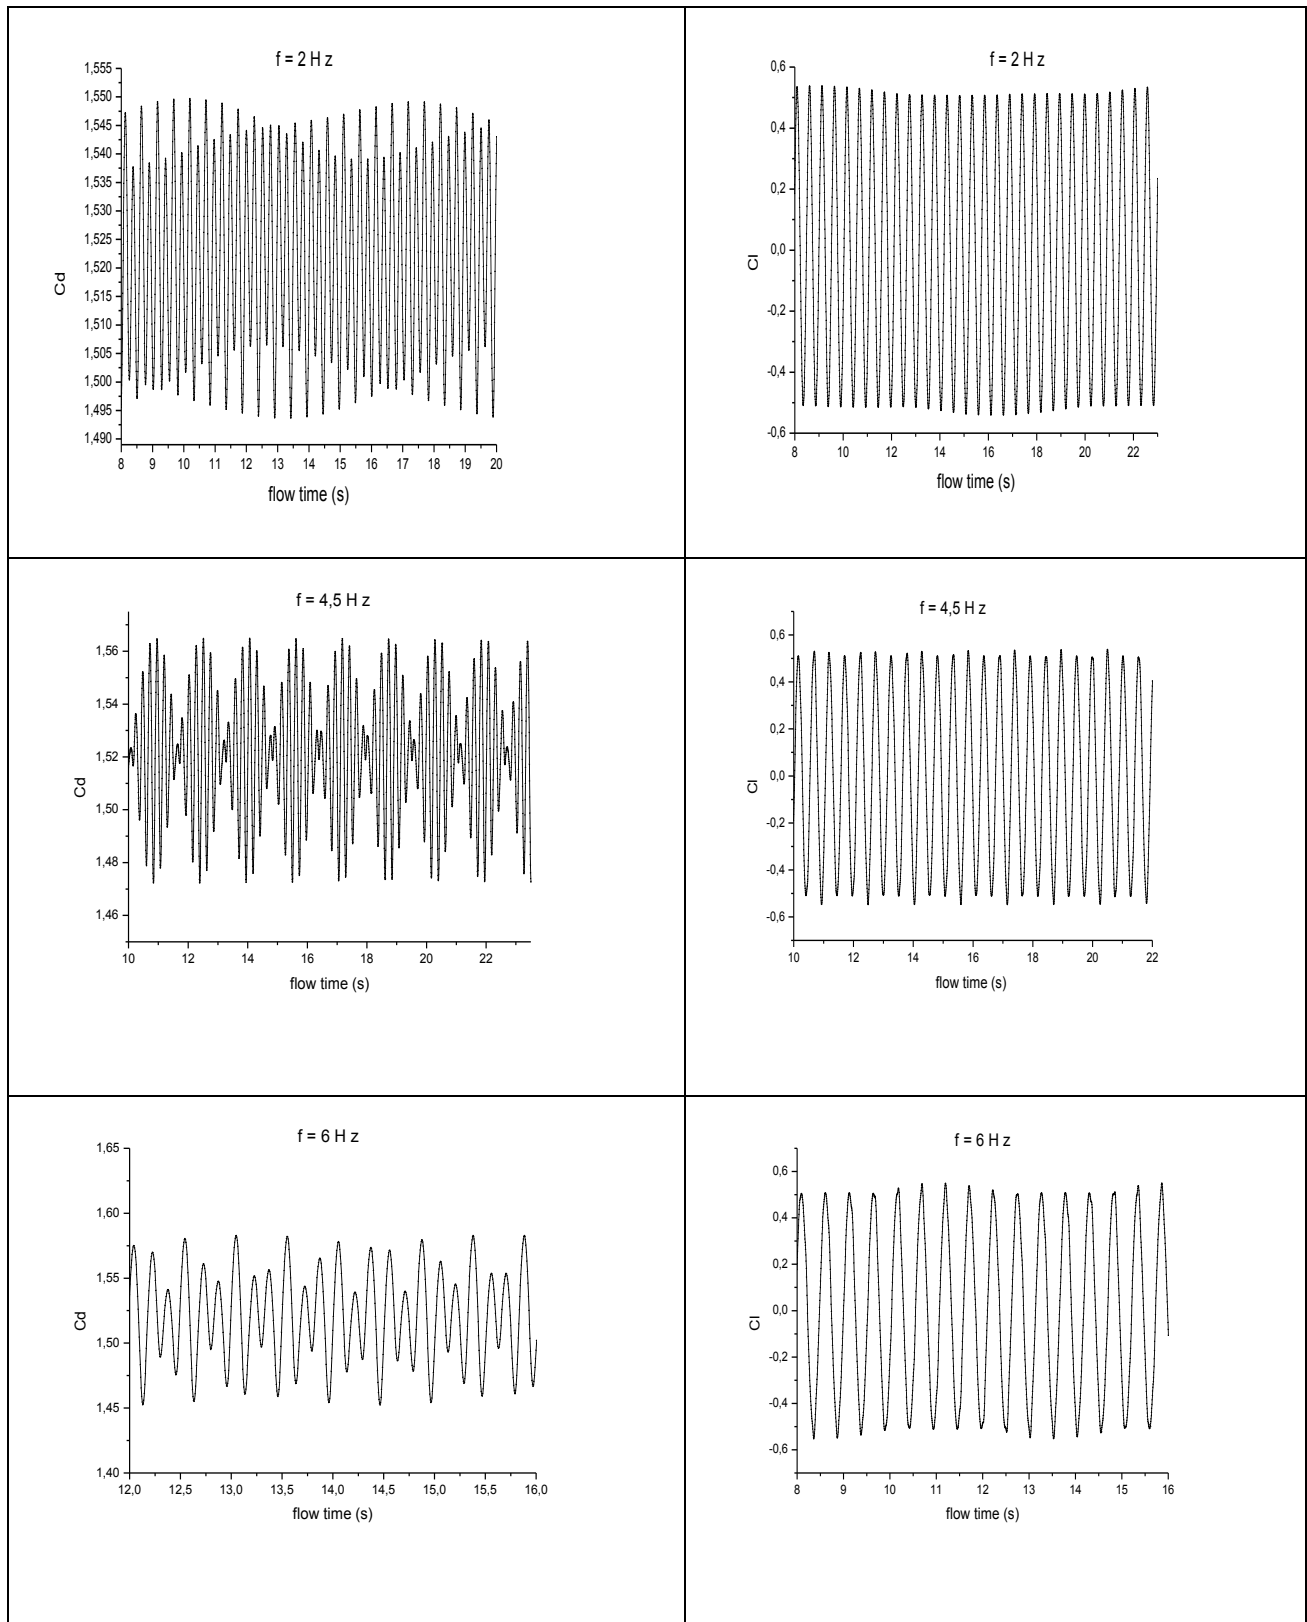 f = 2 H z
1,555
1,550
1,545
1,540
1,535
1,530
1,525
1,520
1,515
1,510
1,505
1,500
1,495
1,490
Cd
8 9 10 11 12 13 14 15 16 17 18 19 20
flow time (s)
f = 2 H z
0,6
0,4
0,2
0,0
-0,2
-0,4
-0,6
Cl
8 10 12 14 16 18 20 22
flow time (s)
f = 4,5 H z
1,56
1,54
1,52
1,50
1,48
1,46
Cd
10 12 14 16 18 20 22
flow time (s)
f = 4,5 H z
0,6
0,4
0,2
0,0
-0,2
-0,4
-0,6
Cl
10 12 14 16 18 20 22
flow time (s)
f = 6 H z
1,65
1,60
1,55
1,50
1,45
1,40
Cd
12,0 12,5 13,0 13,5 14,0 14,5 15,0 15,5 16,0
flow time (s)
f = 6 H z
0,6
0,4
0,2
0,0
-0,2
-0,4
-0,6
Cl
8 9 10 11 12 13 14 15 16
flow time (s)